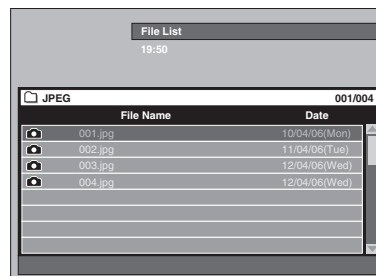 File List
19:50
JPEG 001/004
File Name Date
001.jpg 10/04/06(Mon)
002.jpg 11/04/06(Tue)
003.jpg 12/04/06(Wed)
004.jpg 12/04/06(Wed)